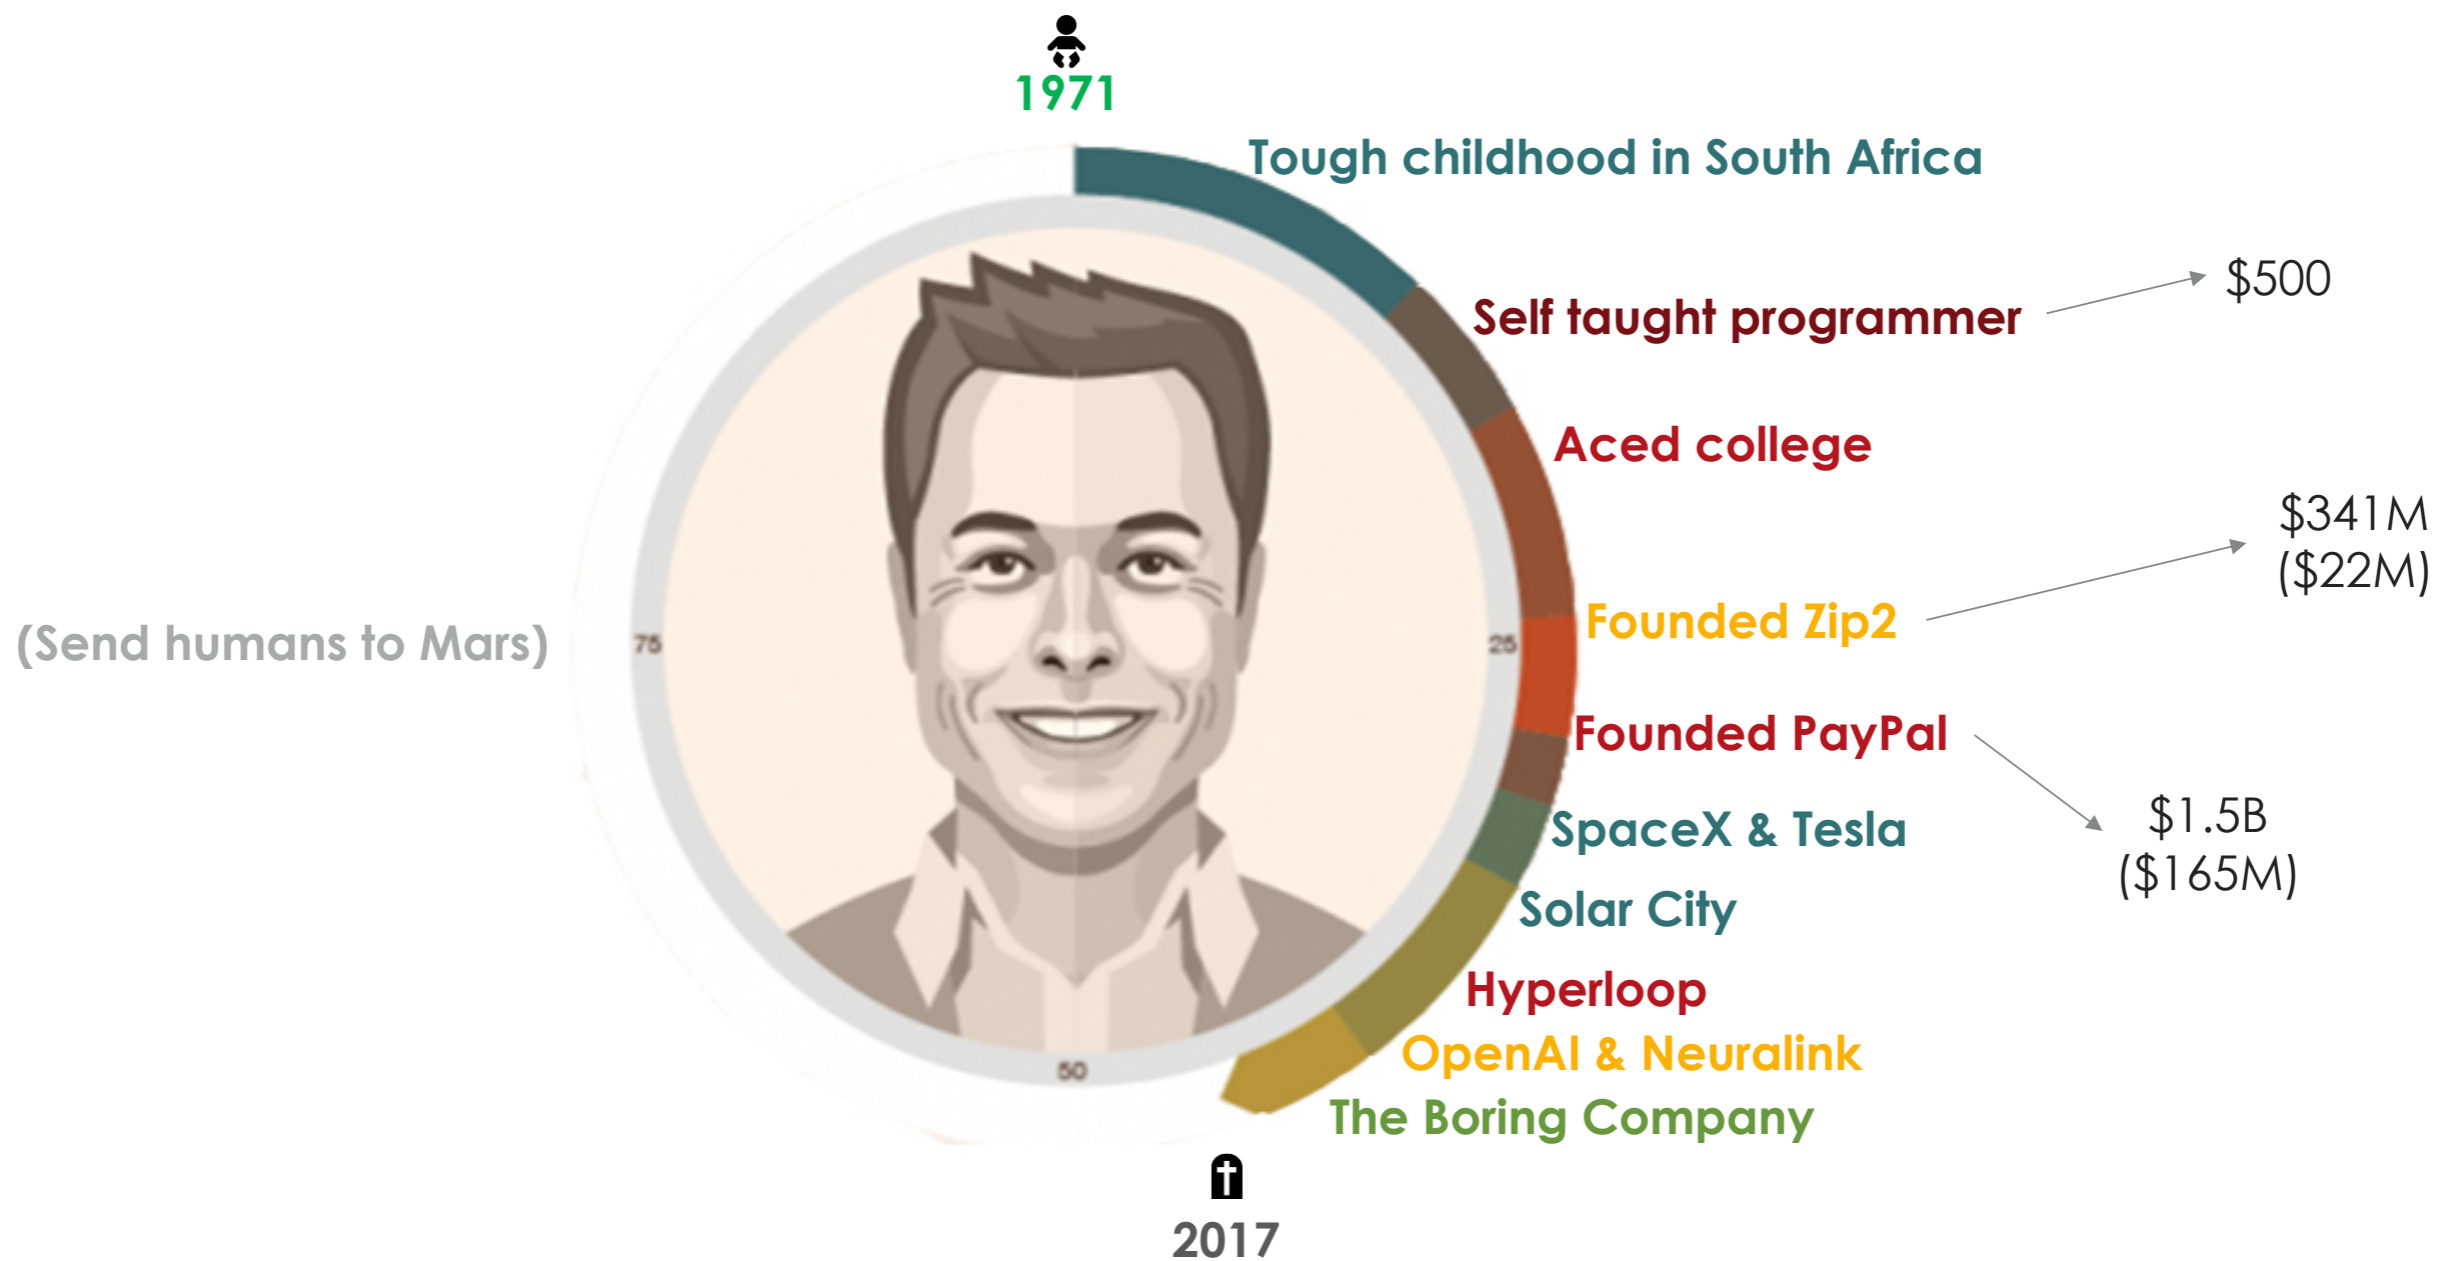 1971
Tough childhood in South Africa
Self taught programmer
$500
Aced college
$341M
($22M)
Founded Zip2
(Send humans to Mars)
75
25
Founded PayPal
$1.5B
($165M)
SpaceX & Tesla
Solar City
Hyperloop
OpenAI & Neuralink
50
The Boring Company
2017